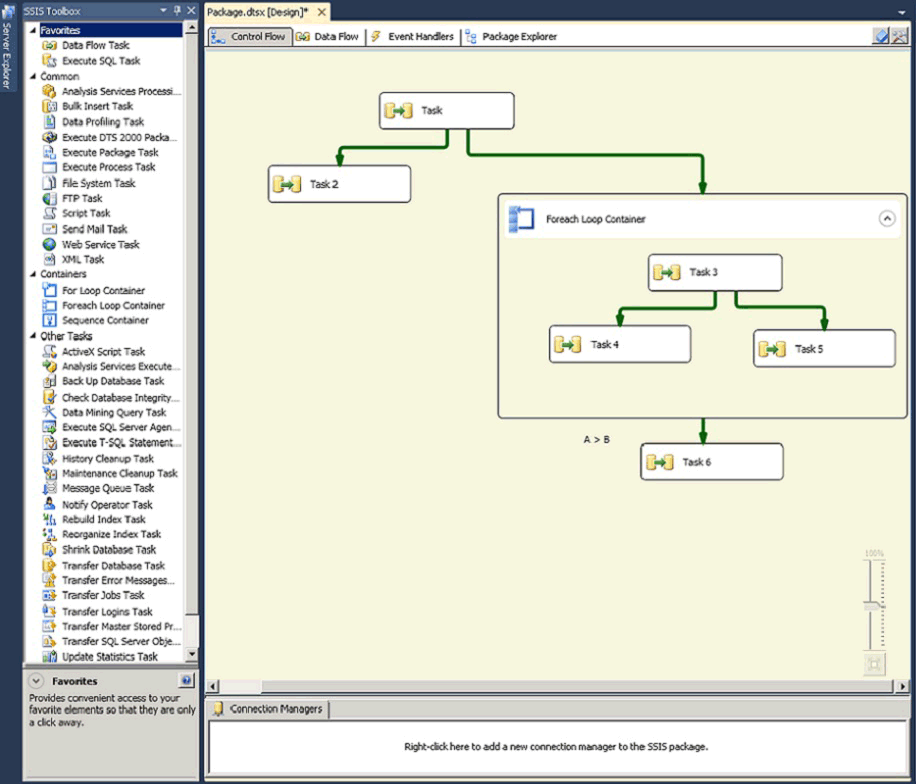 Server Explorer
SSIS Toolbox
Favorites
Data Flow Task
Execute SQL Task
Common
Analysis Services Processi...
Bulk Insert Task
Data Profiling Task
Execute DTS 2000 Packa...
Execute Package Task
Execute Process Task
File System Task
FTP Task
Script Task
Send Mail Task
Web Service Task
XML Task
Containers
For Loop Container
Foreach Loop Container
Sequence Container
Other Tasks
ActiveX Script Task
Analysis Services Execute...
Back Up Database Task
Check Database Integrity...
Data Mining Query Task
Execute SQL Server Agen...
Execute T-SQL Statement...
History Cleanup Task
Maintenance Cleanup Task
Message Queue Task
Notify Operator Task
Rebuild Index Task
Reorganize Index Task
Shrink Database Task
Transfer Database Task
Transfer Error Messages...
Transfer Jobs Task
Transfer Logins Task
Transfer Master Stored Pr...
Transfer SQL Server Obje...
Update Statistics Task
Favorites
Provides convenient access to your
favorite elements so that they are only
a click away.
Package.dtsx [Design]*
Control Flow Data Flow Event Handlers Package Explorer
Task
Task 2
Foreach Loop Container
Task 3
Task 4
Task 5
A > B
Task 6
100%
Connection Managers
Right-click here to add a new connection manager to the SSIS package.